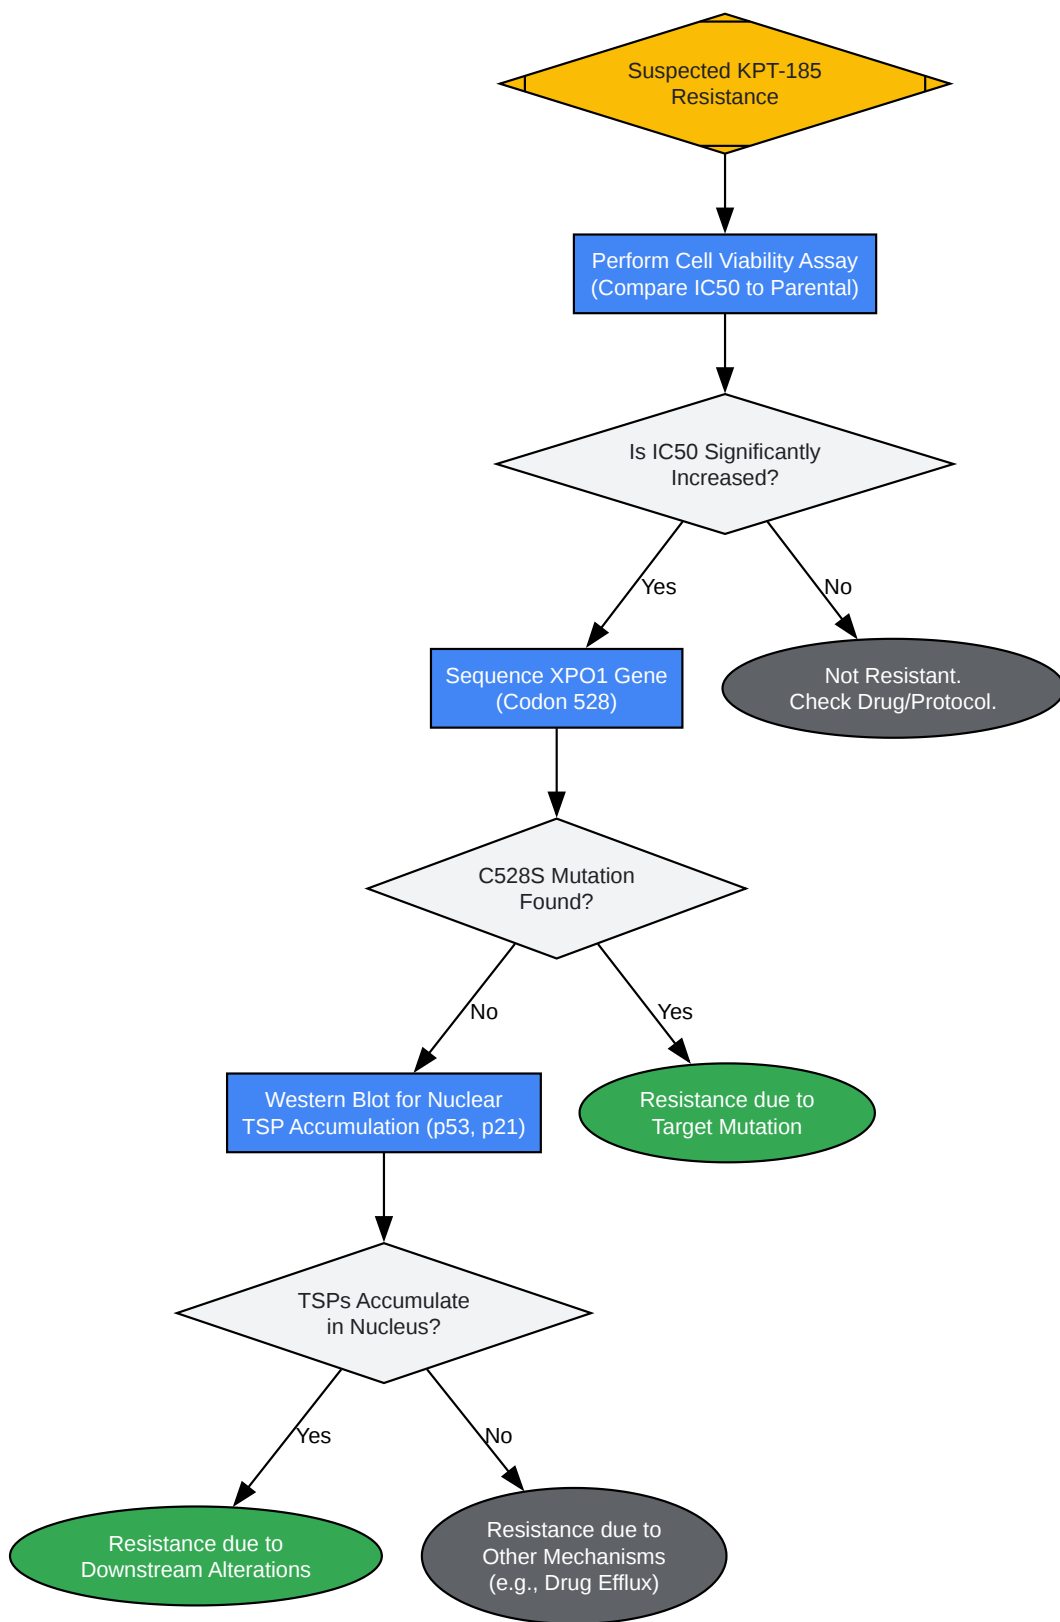 Suspected KPT-185
Resistance
Perform Cell Viability Assay
(Compare IC50 to Parental)
Is IC50 Significantly
Increased?
Yes
No
Sequence XPO1 Gene
(Codon 528)
Not Resistant.
Check Drug/Protocol.
C528S Mutation
Found?
No
Yes
Western Blot for Nuclear
TSP Accumulation (p53, p21)
Resistance due to
Target Mutation
TSPs Accumulate
in Nucleus?
Yes
No
Resistance due to
Downstream Alterations
Resistance due to
Other Mechanisms
(e.g., Drug Efflux)